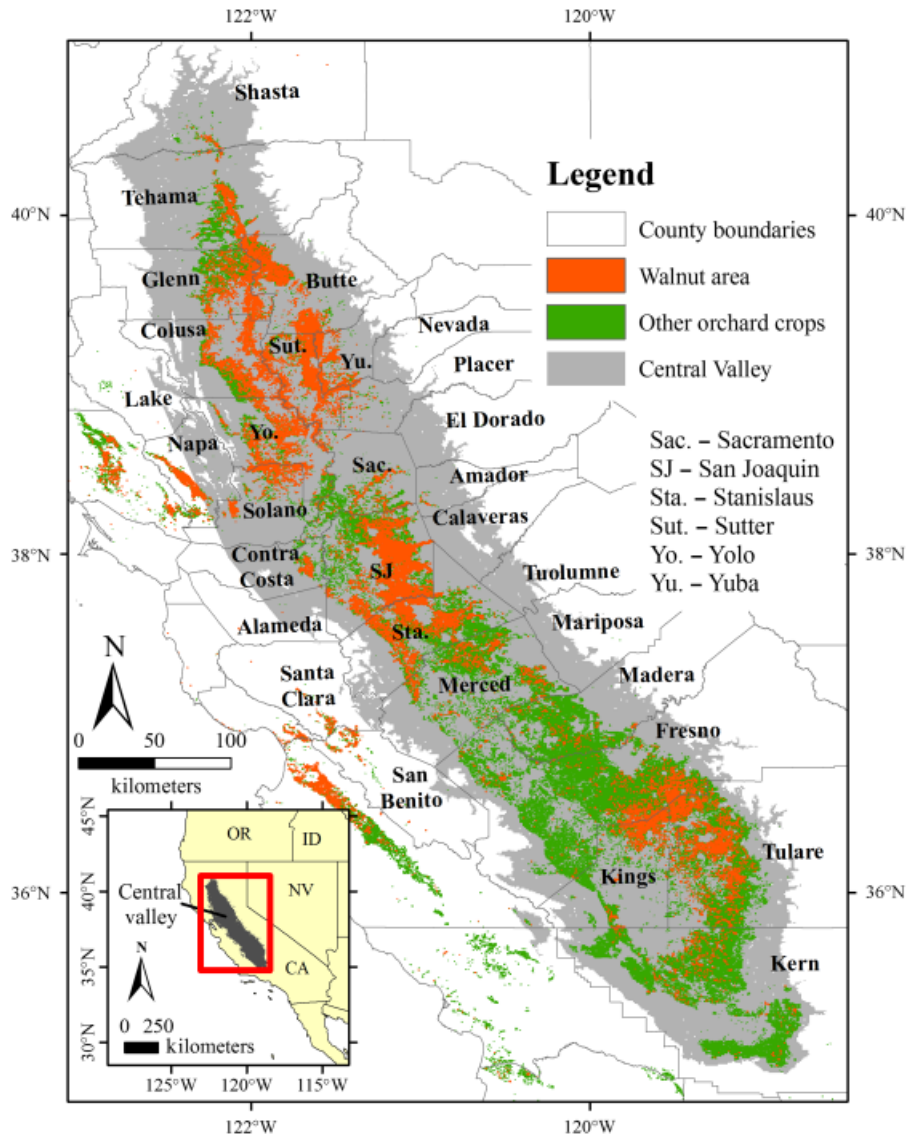 122°W
120°W
Shasta
Legend
Tehama
40°N
40°N
County boundaries
Walnut area
Glenn
Butte
Other orchard crops
Colusa
Nevada
Sut.
Yu.
Placer
Central Valley
Lake
El Dorado
Napa
Yo.
Sac.
Sac. – Sacramento
Amador
SJ – San Joaquin
Solano
Calaveras
Sta. – Stanislaus
38°N
Sut. – Sutter
38°N
Contra
Costa
SJ
Yo. – Yolo
Tuolumne
Yu. – Yuba
Alameda
Sta.
Mariposa
N
Santa
Clara
Merced
Madera
Fresno
0 50 100
kilometers
San
Benito
45°N
OR
ID
Tulare
40°N
Central
valley
NV
Kings
36°N
36°N
N
35°N
CA
Kern
0 250
kilometers
30°N
125°W 120°W 115°W
122°W
120°W